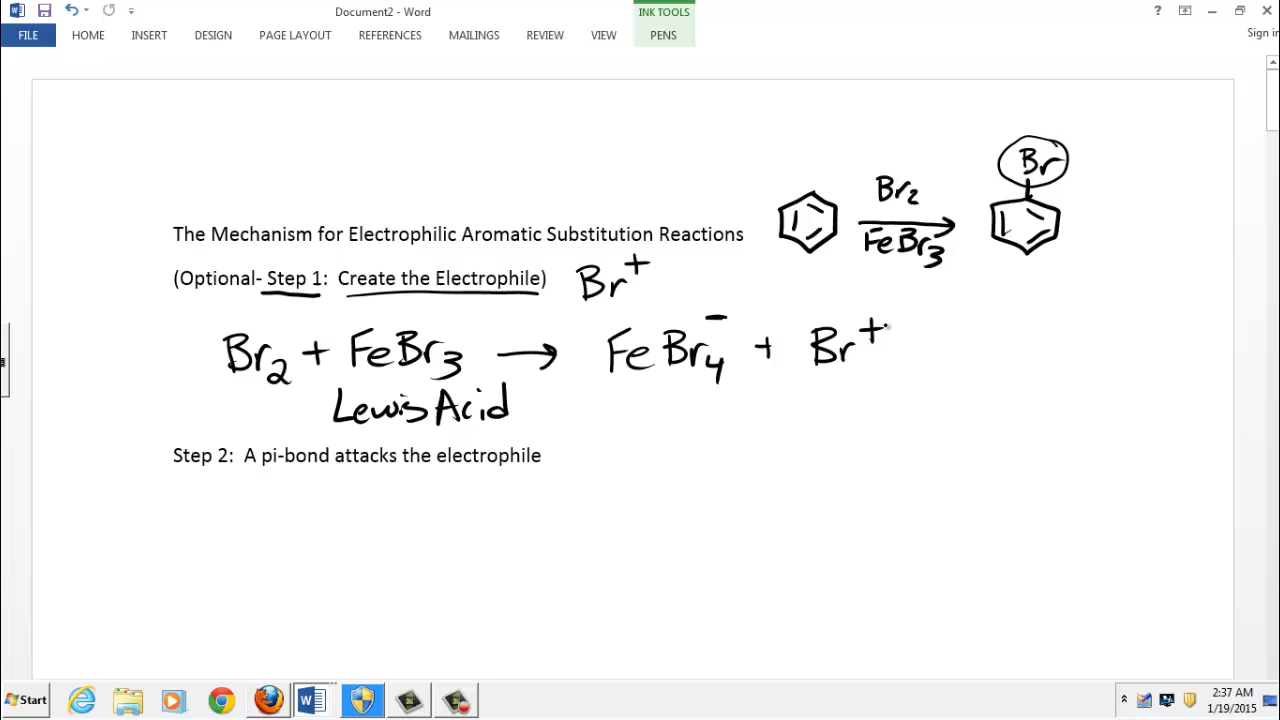 Document2 - Word
INK TOOLS
?
FILE HOME INSERT DESIGN PAGE LAYOUT REFERENCES MAILINGS REVIEW VIEW PENS
Sign in
Br
Br2
FeBr3
The Mechanism for Electrophilic Aromatic Substitution Reactions
(Optional- Step 1: Create the Electrophile) Br+
Br2 + FeBr3 → FeBr4- + Br+
Lewis Acid
Step 2: A pi-bond attacks the electrophile
Start
2:37 AM
1/19/2015